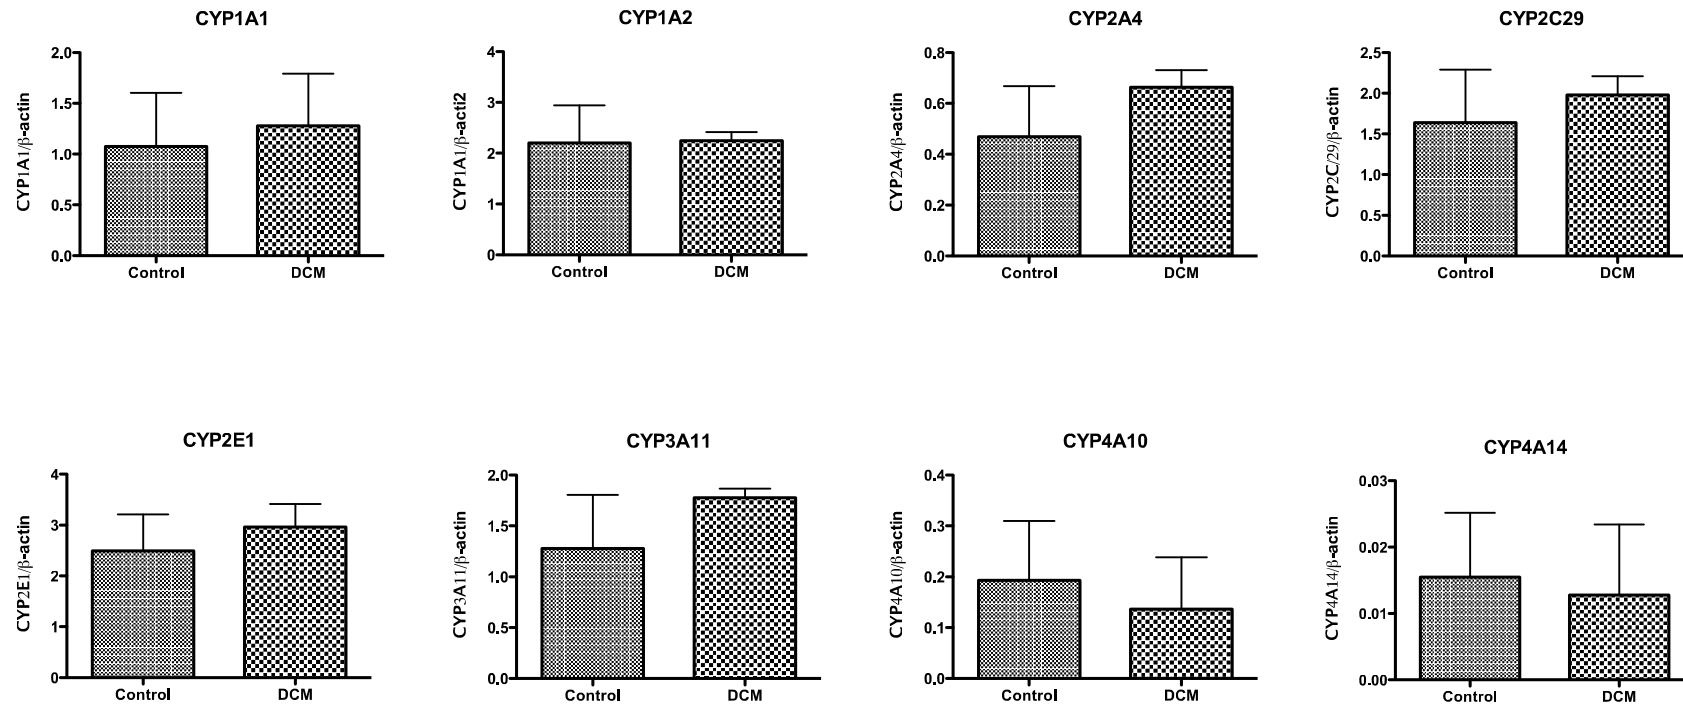 CYP1A1
2.0
1.5
1.0
0.5
0.0
CYP1A1/β-actin
Control
DCM
CYP1A2
4
3
2
1
0
CYP1A1/β-acti2
Control
DCM
CYP2A4
0.8
0.6
0.4
0.2
0.0
CYP2A4/β-actin
Control
DCM
CYP2C29
2.5
2.0
1.5
1.0
0.5
0.0
CYP2C/29/β-actin
Control
DCM
CYP2E1
4
3
2
1
0
CYP2E1/β-actin
Control
DCM
CYP3A11
2.0
1.5
1.0
0.5
0.0
CYP3A11/β-actin
Control
DCM
CYP4A10
0.4
0.3
0.2
0.1
0.0
CYP4A10/β-actin
Control
DCM
CYP4A14
0.03
0.02
0.01
0.00
CYP4A14/β-actin
Control
DCM